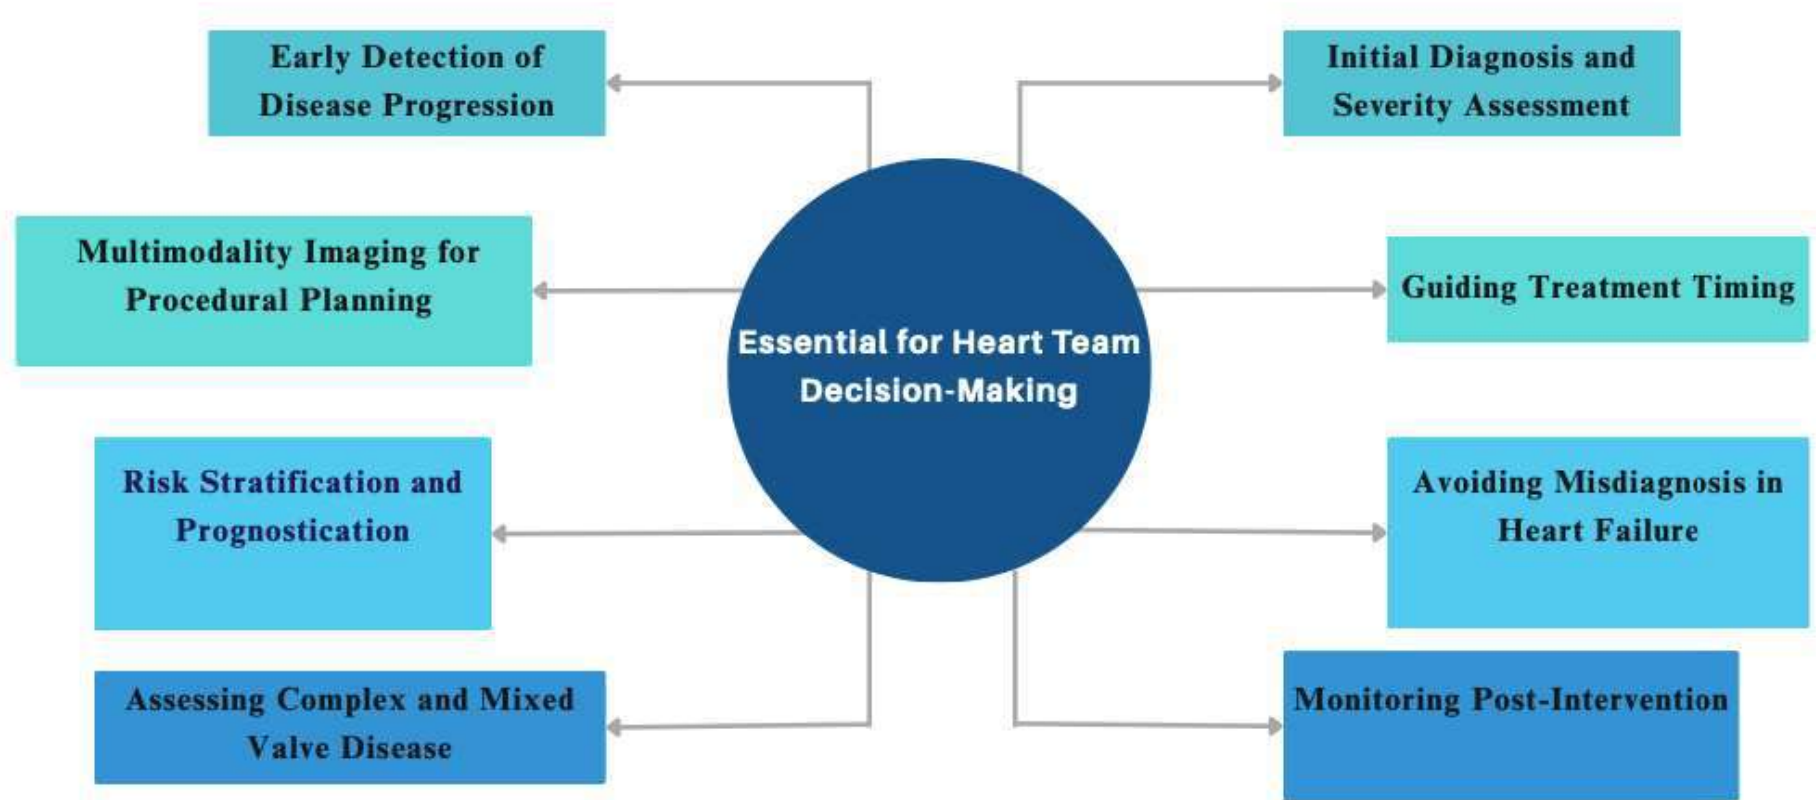 Early Detection of
Disease Progression
Initial Diagnosis and
Severity Assessment
Multimodality Imaging for
Procedural Planning
Guiding Treatment Timing
Essential for Heart Team
Decision-Making
Risk Stratification and
Prognostication
Avoiding Misdiagnosis in
Heart Failure
Assessing Complex and Mixed
Valve Disease
Monitoring Post-Intervention